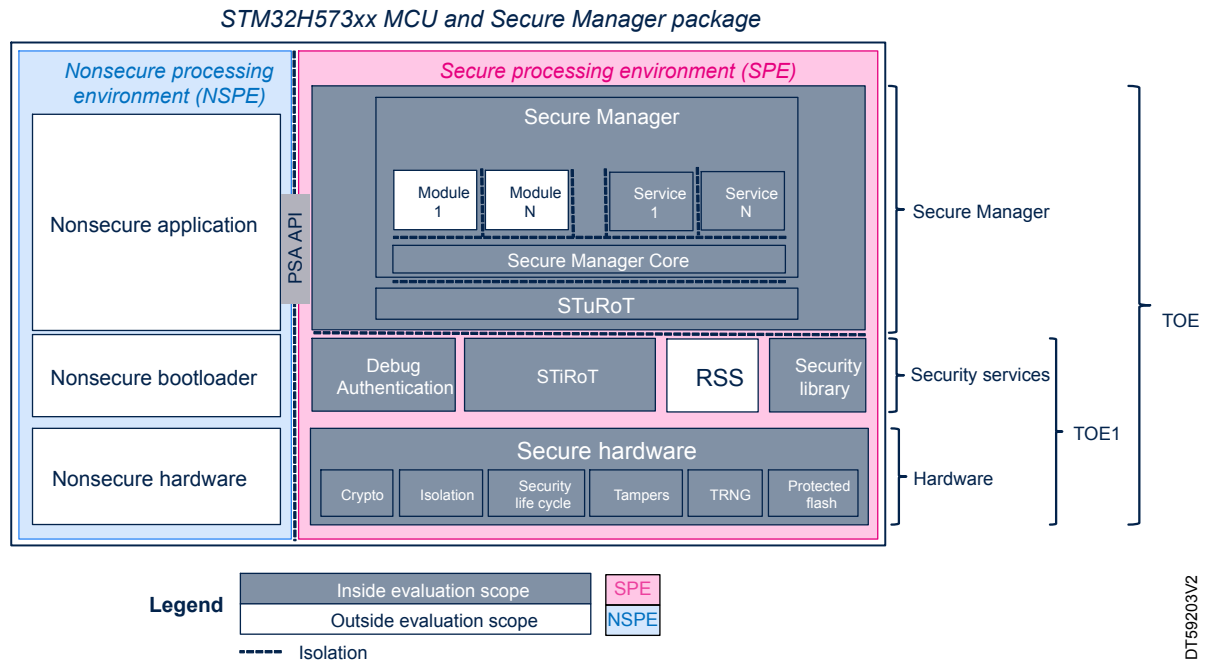 STM32H573xx MCU and Secure Manager package
Nonsecure processing
environment (NSPE)
Secure processing environment (SPE)
Nonsecure application
Nonsecure bootloader
Nonsecure hardware
PSA API
Secure Manager
Module
1
Module
N
Service
1
Service
N
Secure Manager Core
STuRoT
Debug
Authentication
STiRoT
RSS
Security
library
Secure hardware
Crypto
Isolation
Security
life cycle
Tampers
TRNG
Protected
flash
Secure Manager
Security services
Hardware
TOE1
TOE
Legend
Inside evaluation scope
Outside evaluation scope
SPE
NSPE
Isolation
DT59203V2